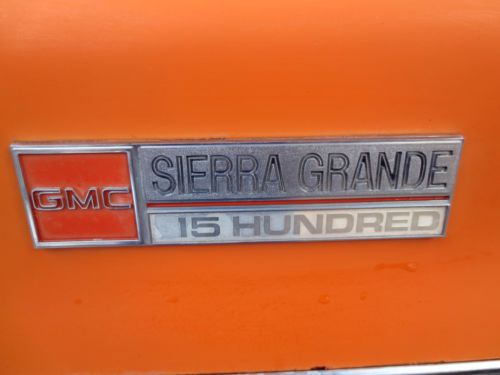 GMC
SIERRA GRANDE
15 HUNDRED